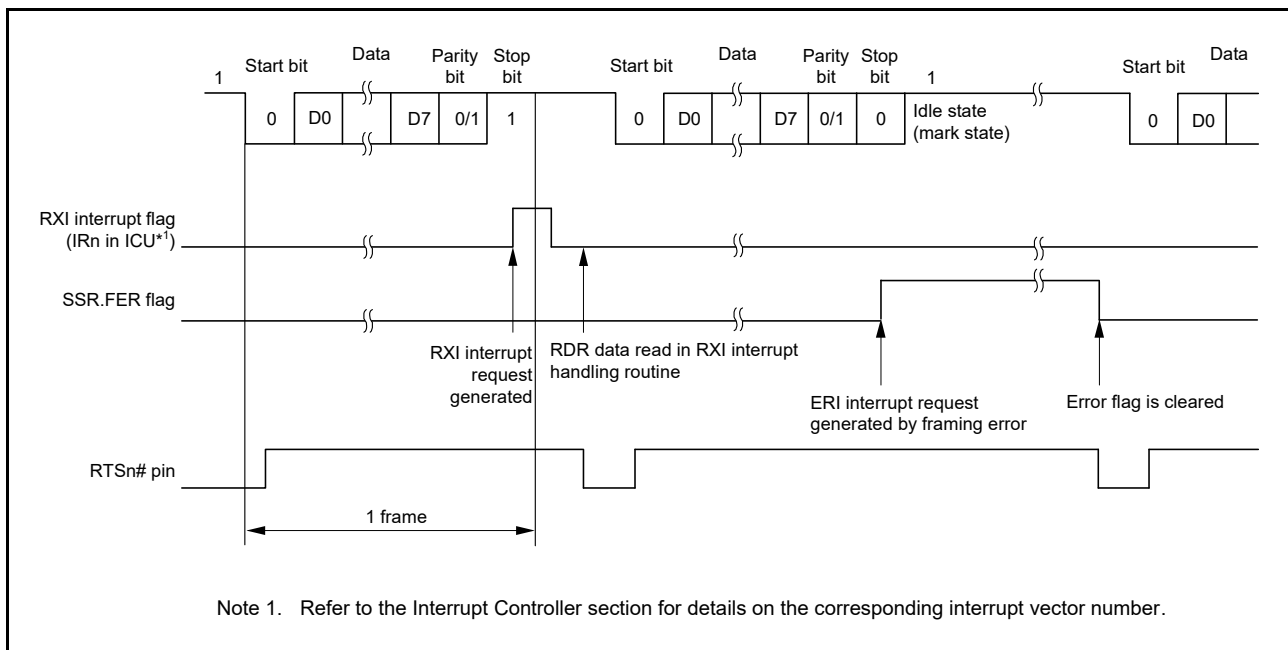 Start bit Data Parity bit Stop bit Start bit Data Parity bit Stop bit 1 Start bit Data
1
0 D0 D7 0/1 1 0 D0 D7 0/1 0 Idle state (mark state) 0 D0
RXI interrupt flag
(IRn in ICU*1)
SSR.FER flag
RXI interrupt
request
generated
RDR data read in RXI interrupt
handling routine
ERI interrupt request
generated by framing error
Error flag is cleared
RTSn# pin
1 frame
Note 1. Refer to the Interrupt Controller section for details on the corresponding interrupt vector number.